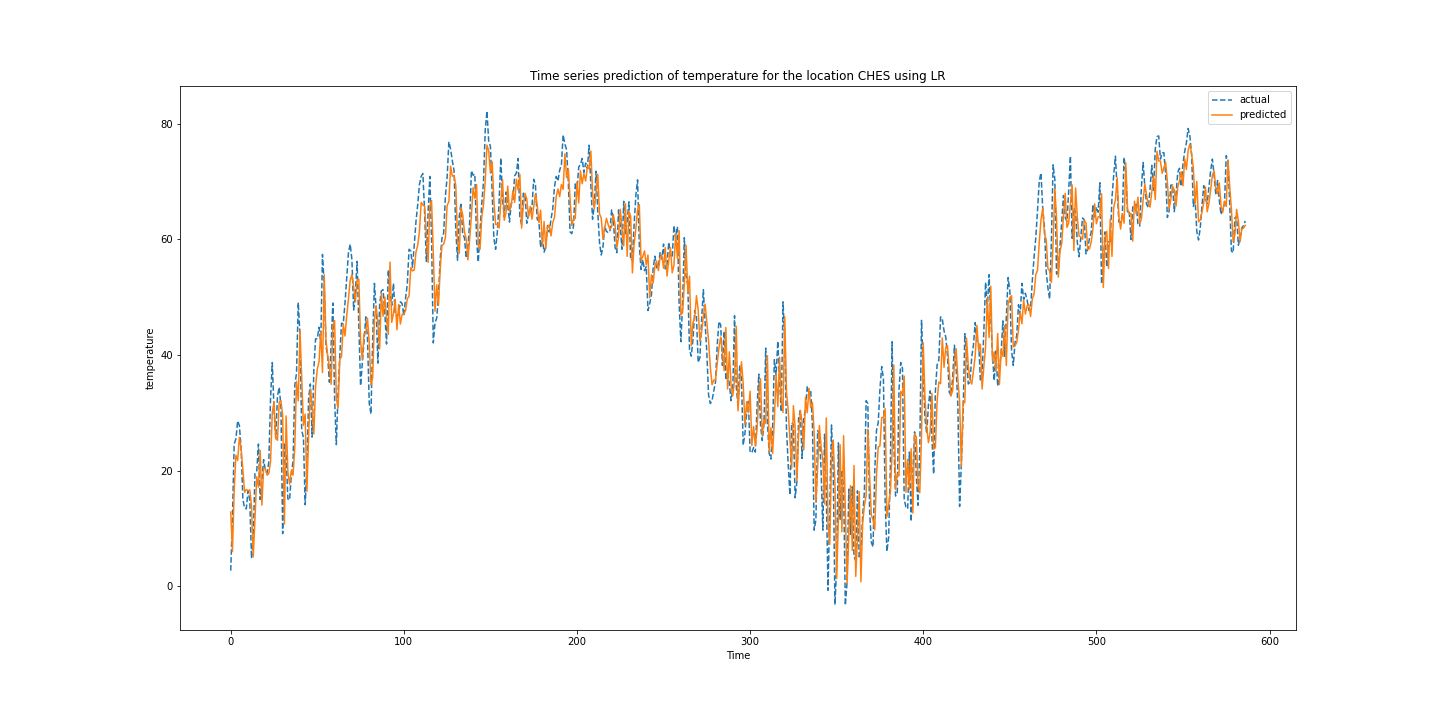 Time series prediction of temperature for the location CHES using LR
actual
predicted
80
60
40
20
0
temperature
0 100 200 300 400 500 600
Time